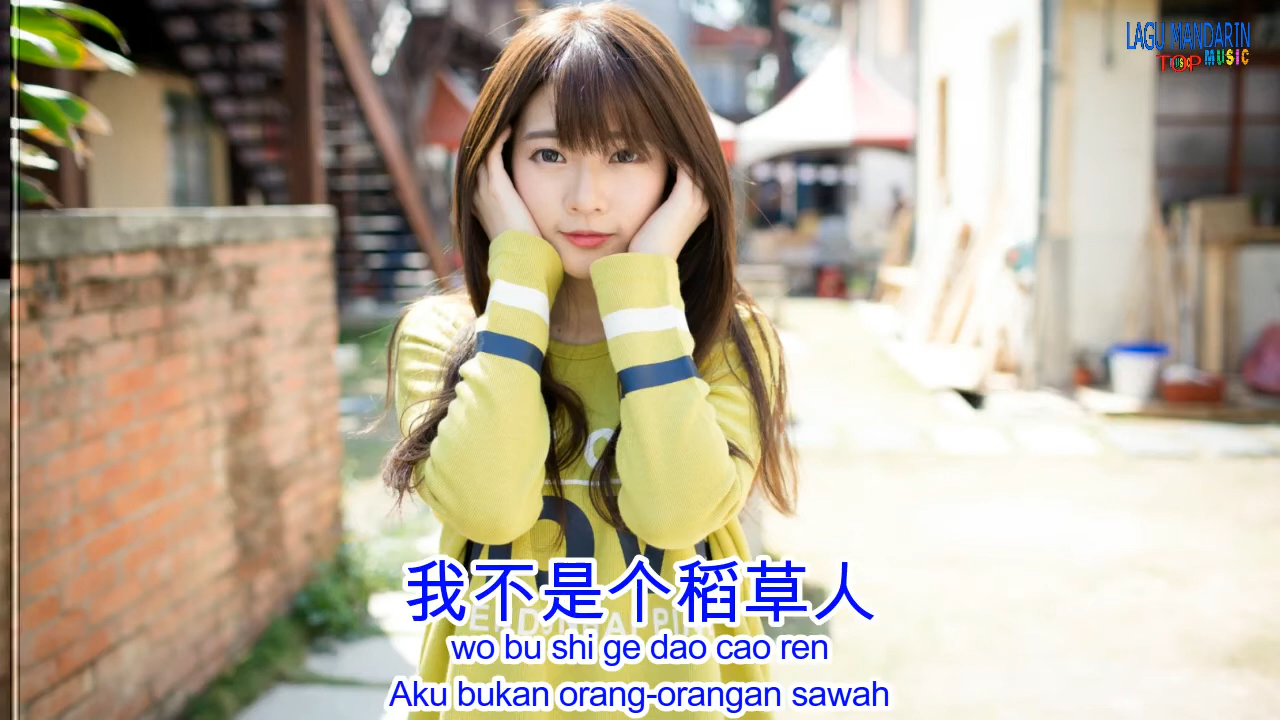 LAGU MANDARIN
TOP MUSIC MUSIC
我不是个稻草人
wo bu shi ge dao cao ren
Aku bukan orang-orangan sawah